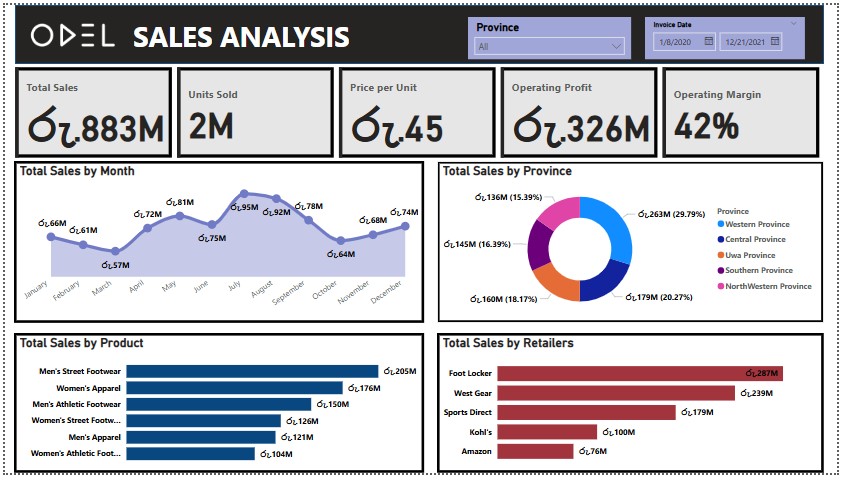 ODEL SALES ANALYSIS
Province
All
Invoice Date
1/8/2020 12/21/2021
Total Sales
රු.883M
Units Sold
2M
Price per Unit
රු.45
Operating Profit
රු.326M
Operating Margin
42%
Total Sales by Month
රු.66M
රු.61M
රු.57M
රු.72M
රු.81M
රු.75M
රු.95M
රු.92M
රු.78M
රු.64M
රු.68M
රු.74M
January
February
March
April
May
June
July
August
September
October
November
December
Total Sales by Province
රු.136M (15.39%)
රු.263M (29.79%)
රු.145M (16.39%)
රු.160M (18.17%)
රු.179M (20.27%)
Province
Western Province
Central Province
Uwa Province
Southern Province
NorthWestern Province
Total Sales by Product
Men's Street Footwear රු.205M
Women's Apparel රු.176M
Men's Athletic Footwear රු.150M
Women's Street Footw... රු.126M
Men's Apparel රු.121M
Women's Athletic Foot... රු.104M
Total Sales by Retailers
Foot Locker රු.287M
West Gear රු.239M
Sports Direct රු.179M
Kohl's රු.100M
Amazon රු.76M